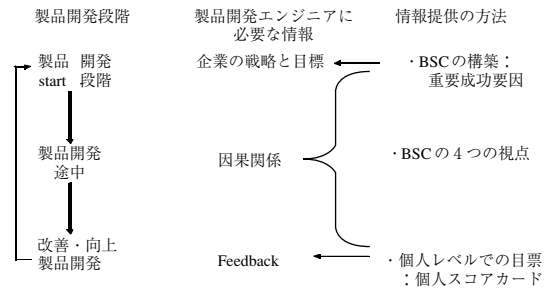 製品開発段階
製品開発エンジニアに
必要な情報
情報提供の方法
製品 開発
start 段階
企業の戦略と目標
・BSCの構築：
重要成功要因
製品開発
途中
因果関係
・BSCの４つの視点
改善・向上
製品開発
Feedback
・個人レベルでの目票
：個人スコアカード